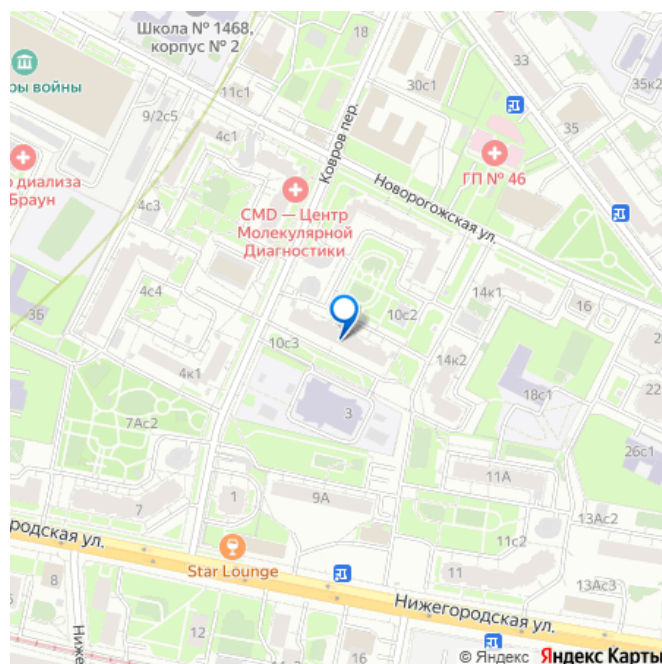 Школа № 1468,
корпус № 2
18
33
35к2
ры войны
30с1
11с1
9/2с5
4с1
35
Ковров пер.
ГП № 46
о диализа
Браун
CMD — Центр
Молекулярной
Диагностики
Новорогожская ул.
4с3
4с4
14к1
16
3Б
10с2
10с3
14к2
2
4к1
22
18с1
3
7Ас2
26с1
11А
1
9А
7
13Ас2
11с2
родская ул.
Star Lounge
11
13Ас3
8
Нижегородская ул.
12
Ниже
16
© Яндекс Яндекс Карты